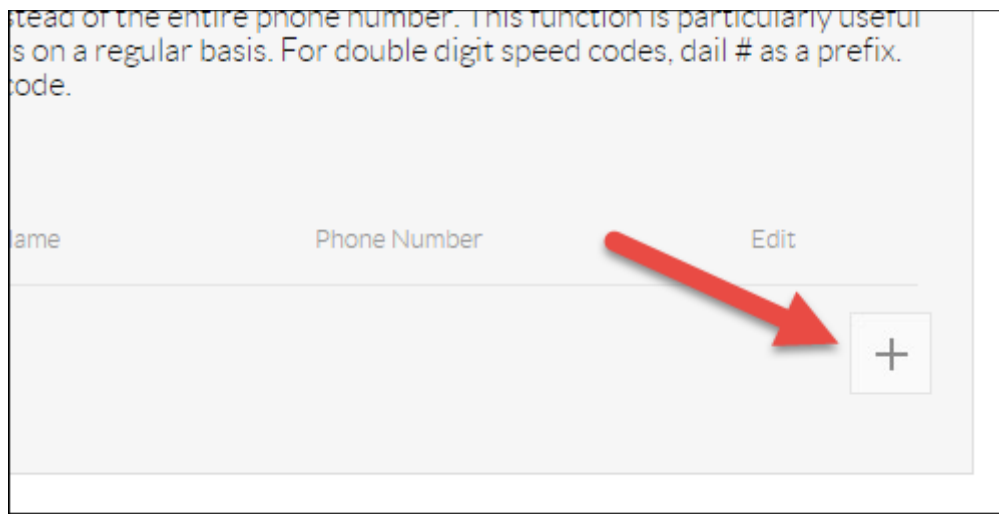 stead of the entire phone number. This function is particularly useful
s on a regular basis. For double digit speed codes, dail # as a prefix.
code.
lame Phone Number Edit
+